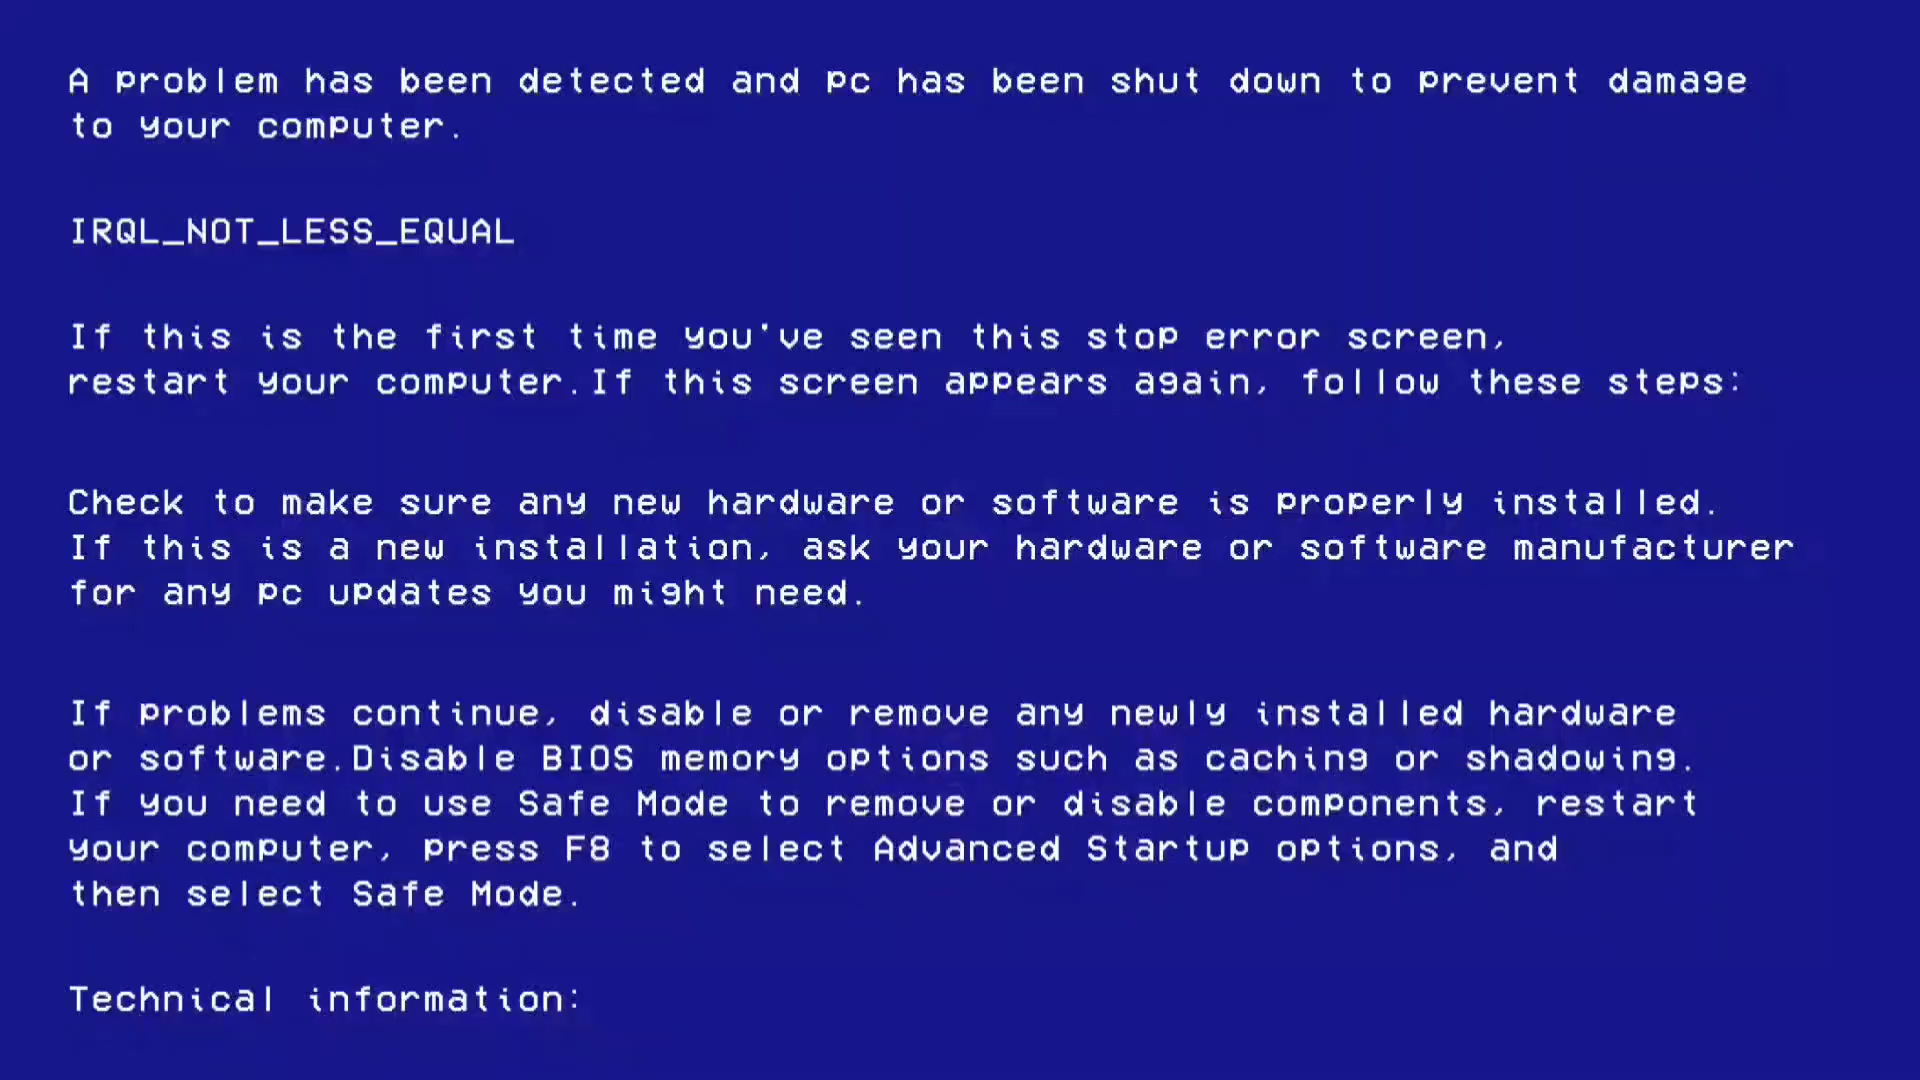 A problem has been detected and pc has been shut down to prevent damage
to your computer.
IRQL_NOT_LESS_EQUAL
If this is the first time you've seen this stop error screen,
restart your computer.If this screen appears again, follow these steps:
Check to make sure any new hardware or software is properly installed.
If this is a new installation, ask your hardware or software manufacturer
for any pc updates you might need.
If problems continue, disable or remove any newly installed hardware
or software.Disable BIOS memory options such as caching or shadowing.
If you need to use Safe Mode to remove or disable components, restart
your computer, press F8 to select Advanced Startup options, and
then select Safe Mode.
Technical information: